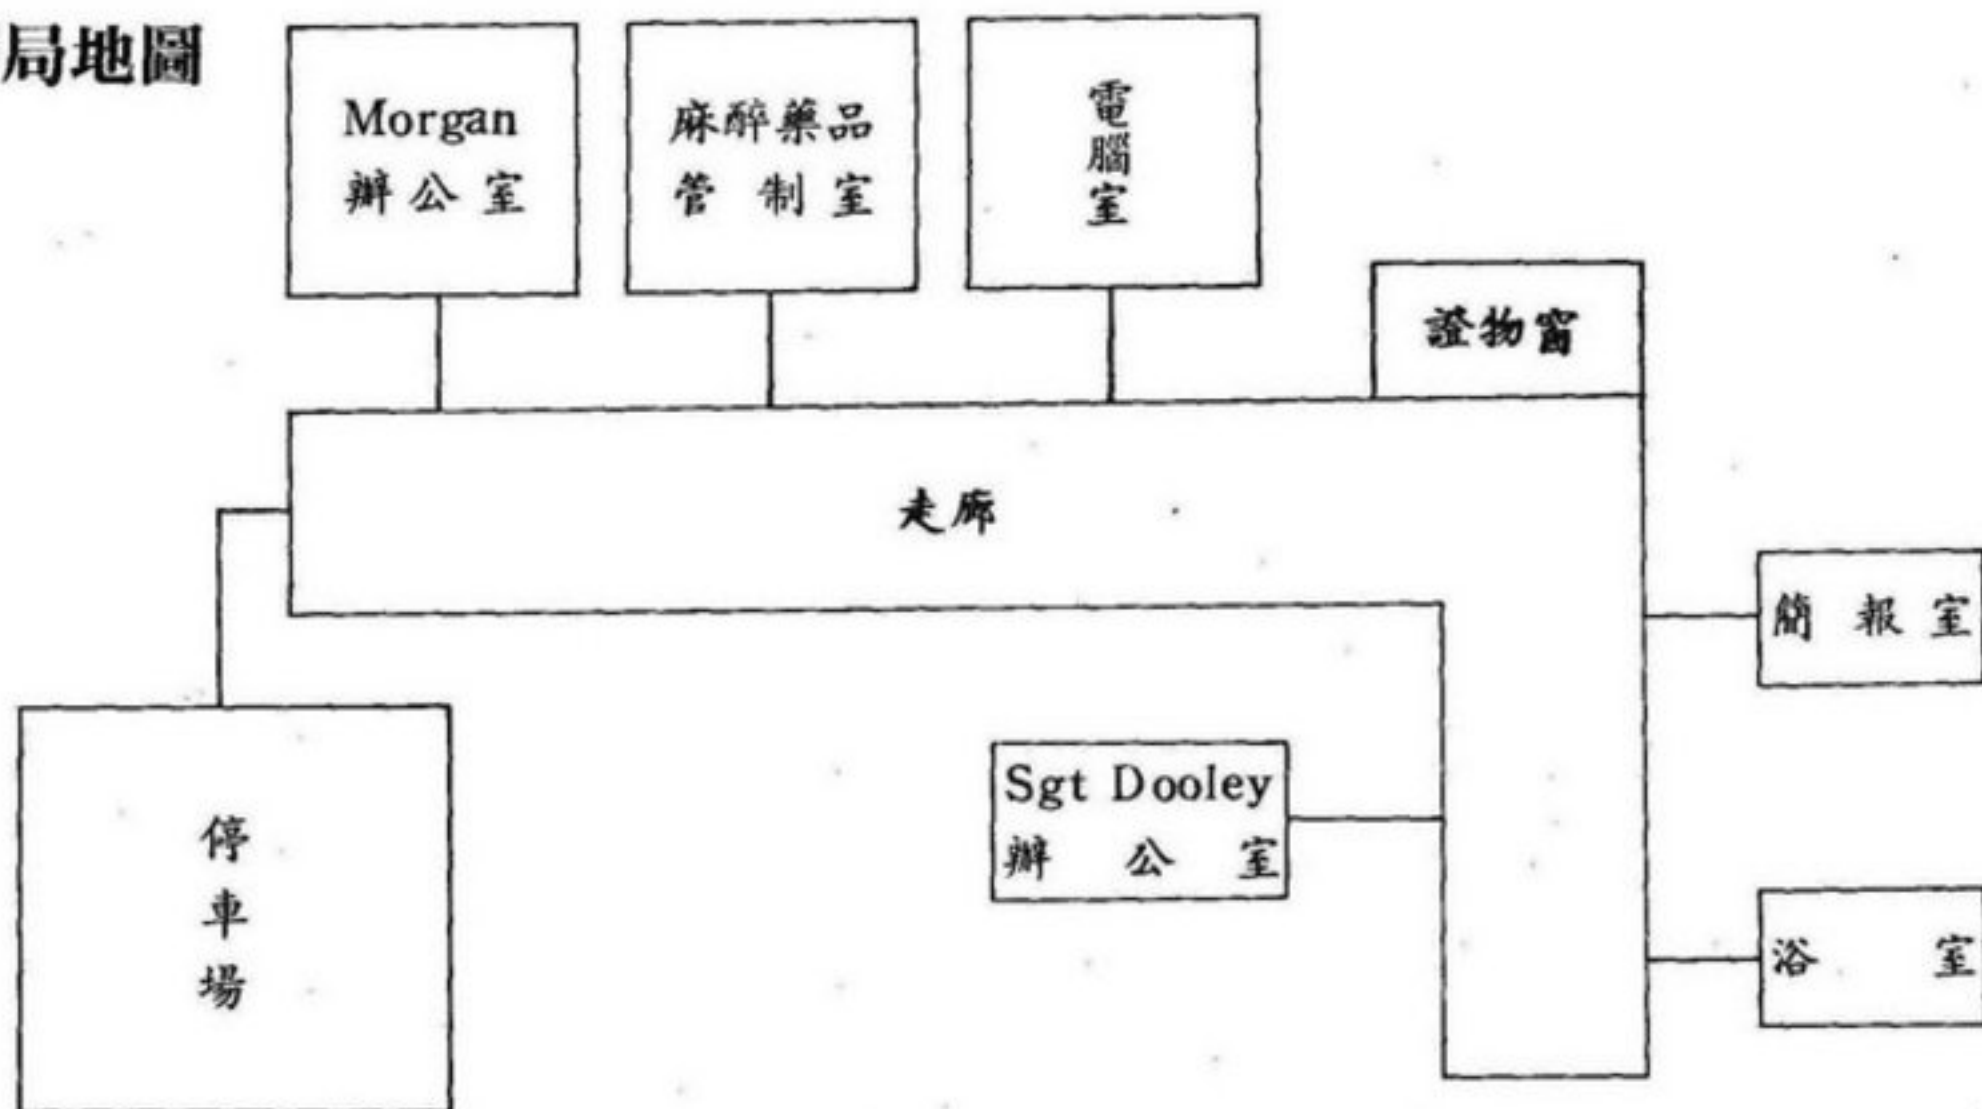 局地圖
Morgan
辦公室
麻醉藥品
管制室
電腦室
證物窗
走廊
簡報室
Sgt Dooley
辦公室
停車場
浴室